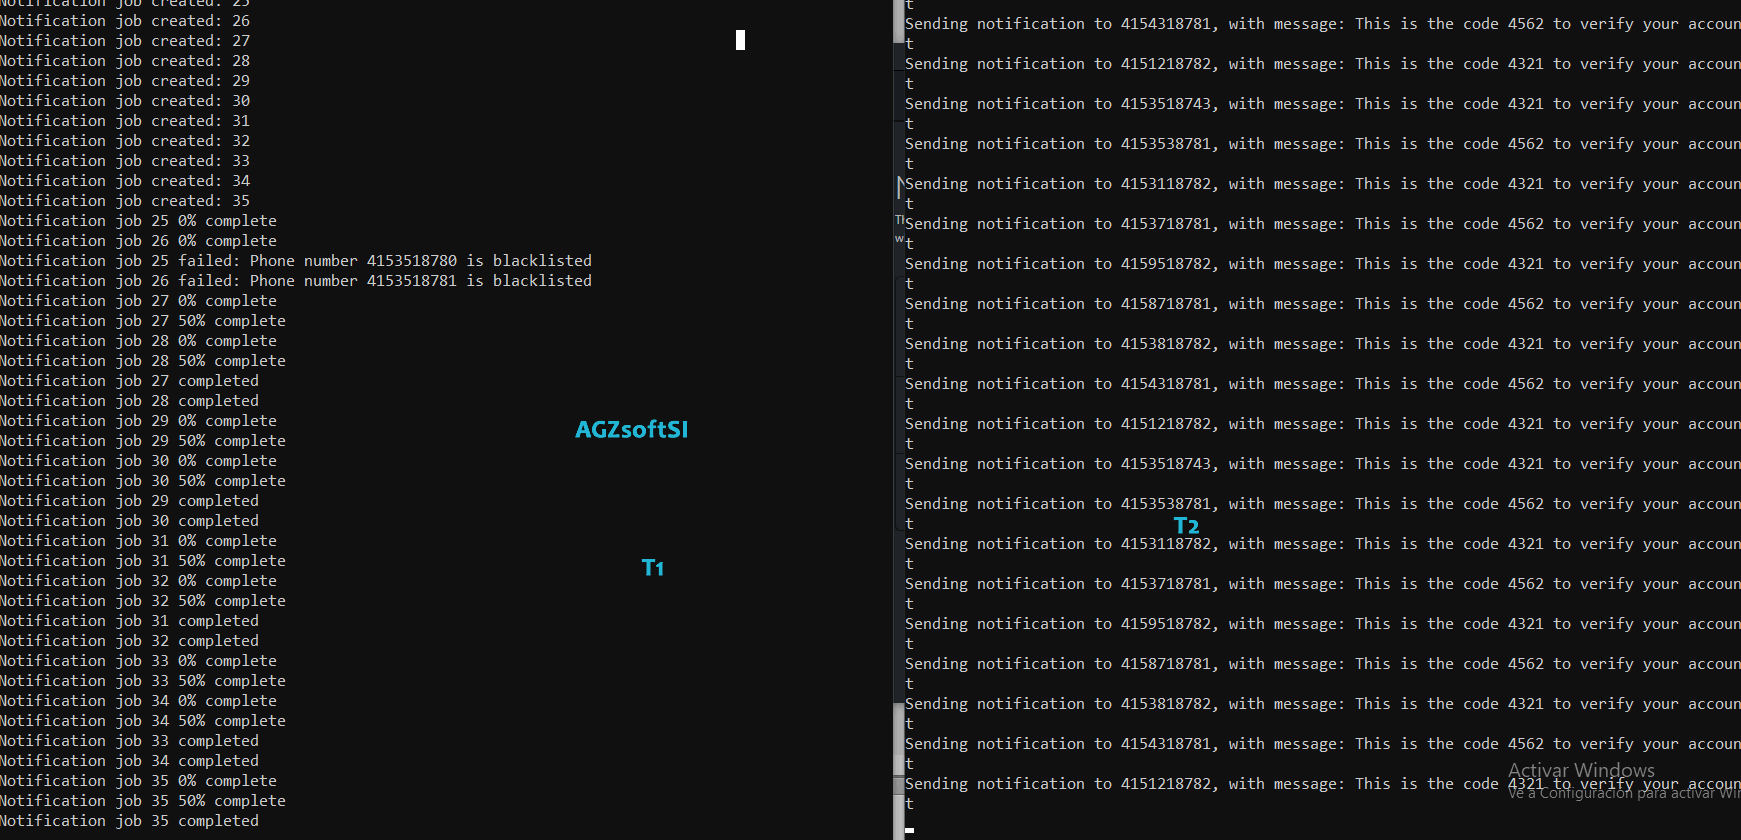 Notification job created: 25
Notification job created: 26
Notification job created: 27
Notification job created: 28
Notification job created: 29
Notification job created: 30
Notification job created: 31
Notification job created: 32
Notification job created: 33
Notification job created: 34
Notification job created: 35
Notification job 25 0% complete
Notification job 26 0% complete
Notification job 25 failed: Phone number 4153518780 is blacklisted
Notification job 26 failed: Phone number 4153518781 is blacklisted
Notification job 27 0% complete
Notification job 27 50% complete
Notification job 28 0% complete
Notification job 28 50% complete
Notification job 27 completed
Notification job 28 completed
Notification job 29 0% complete
Notification job 29 50% complete
Notification job 30 0% complete
Notification job 30 50% complete
Notification job 29 completed
Notification job 30 completed
Notification job 31 0% complete
Notification job 31 50% complete
Notification job 32 0% complete
Notification job 32 50% complete
Notification job 31 completed
Notification job 32 completed
Notification job 33 0% complete
Notification job 33 50% complete
Notification job 34 0% complete
Notification job 34 50% complete
Notification job 33 completed
Notification job 34 completed
Notification job 35 0% complete
Notification job 35 50% complete
Notification job 35 completed
AGZsoftSI
T1
t
Sending notification to 4154318781, with message: This is the code 4562 to verify your accoun
t
Sending notification to 4151218782, with message: This is the code 4321 to verify your accoun
t
Sending notification to 4153518743, with message: This is the code 4321 to verify your accoun
t
Sending notification to 4153538781, with message: This is the code 4562 to verify your accoun
t
Sending notification to 4153118782, with message: This is the code 4321 to verify your accoun
t
Sending notification to 4153718781, with message: This is the code 4562 to verify your accoun
t
Sending notification to 4159518782, with message: This is the code 4321 to verify your accoun
t
Sending notification to 4158718781, with message: This is the code 4562 to verify your accoun
t
Sending notification to 4153818782, with message: This is the code 4321 to verify your accoun
t
Sending notification to 4154318781, with message: This is the code 4562 to verify your accoun
t
Sending notification to 4151218782, with message: This is the code 4321 to verify your accoun
t
Sending notification to 4153518743, with message: This is the code 4321 to verify your accoun
t
Sending notification to 4153538781, with message: This is the code 4562 to verify your accoun
t
T2
Sending notification to 4153118782, with message: This is the code 4321 to verify your accoun
t
Sending notification to 4153718781, with message: This is the code 4562 to verify your accoun
t
Sending notification to 4159518782, with message: This is the code 4321 to verify your accoun
t
Sending notification to 4158718781, with message: This is the code 4562 to verify your accoun
t
Sending notification to 4153818782, with message: This is the code 4321 to verify your accoun
t
Sending notification to 4154318781, with message: This is the code 4562 to verify your accoun
t
Sending notification to 4151218782, with message: This is the code 4321 to verify your accoun
t
Activar Windows
Ve a Configuración para activar Win